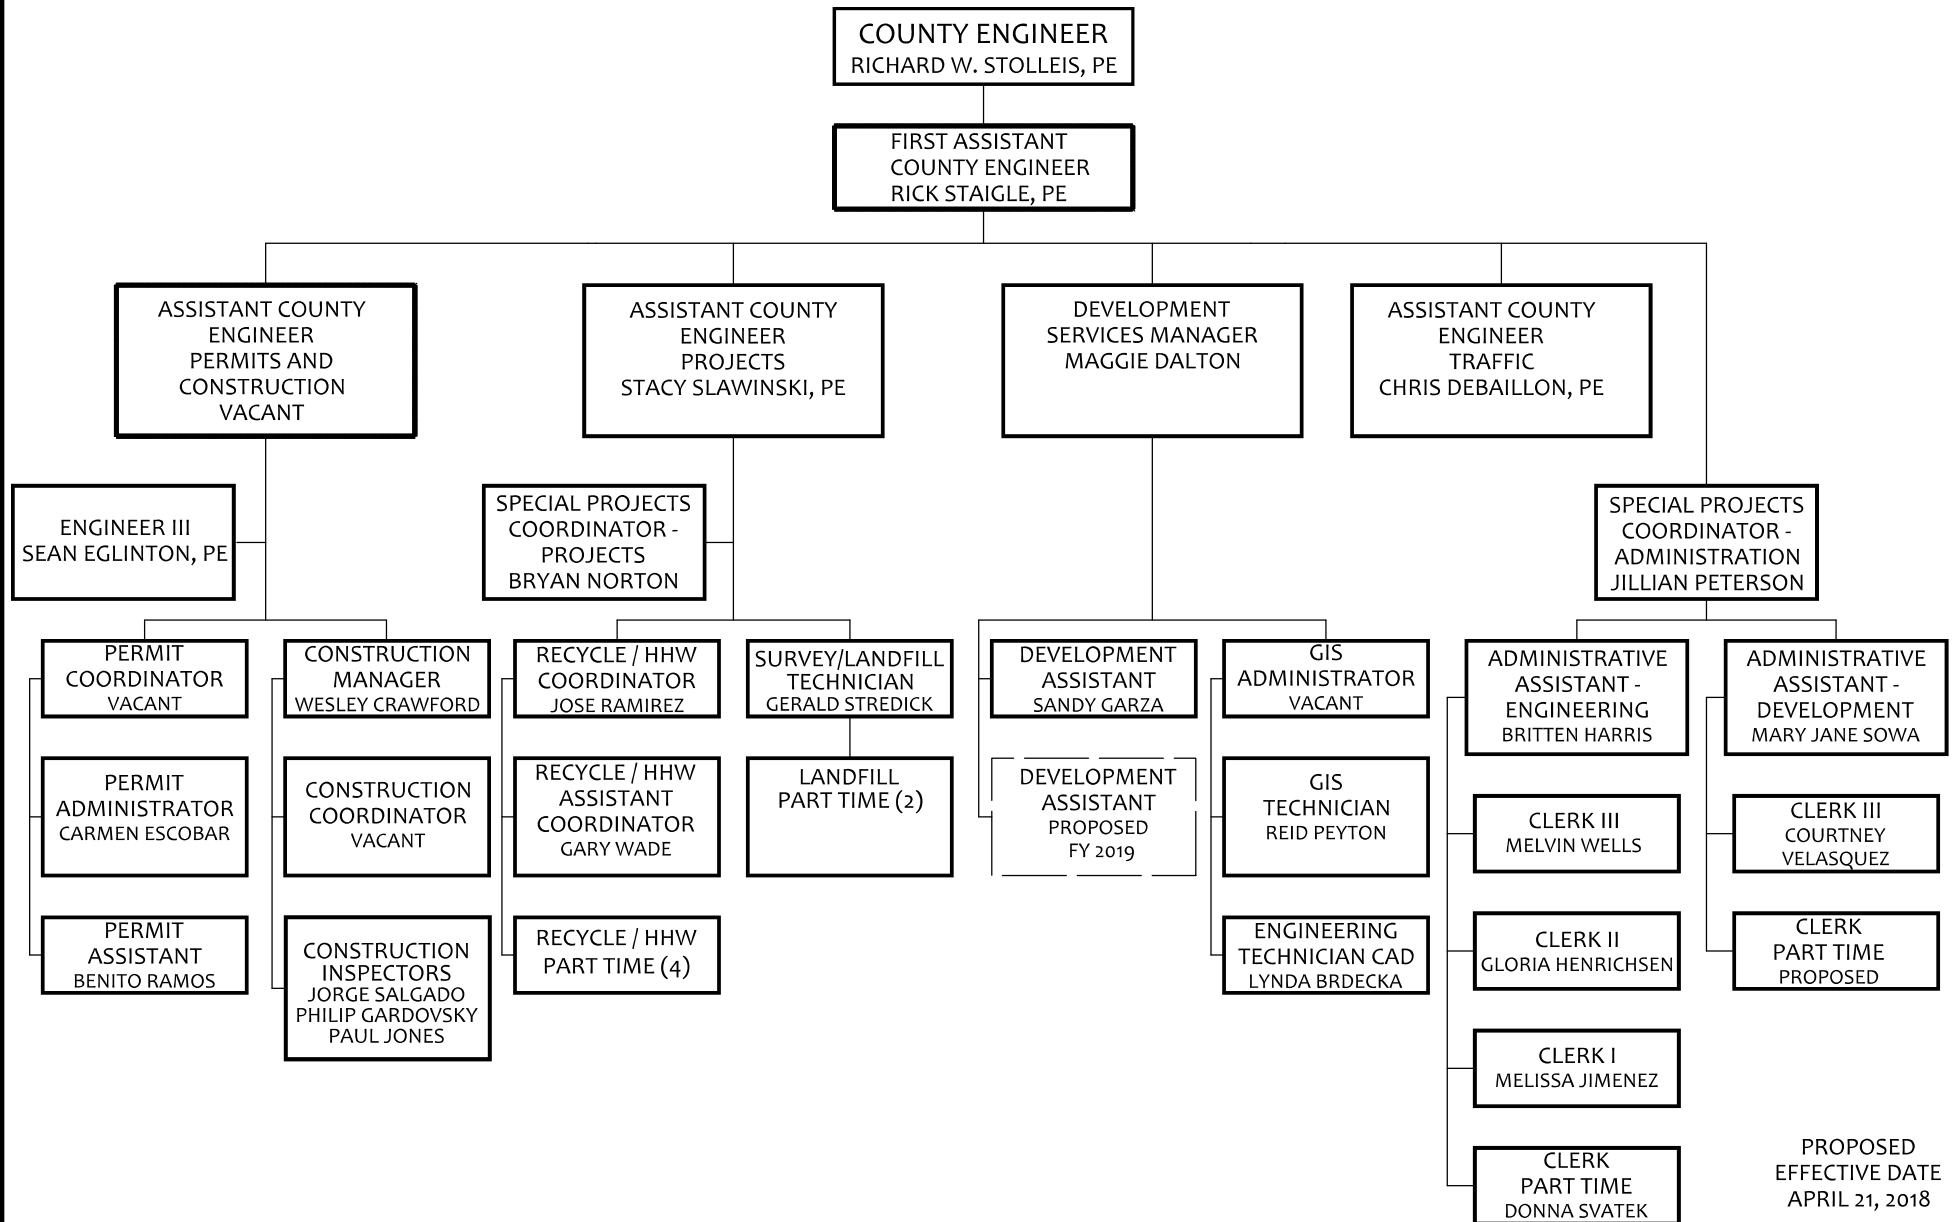 COUNTY ENGINEER
RICHARD W. STOLLEIS, PE
FIRST ASSISTANT
COUNTY ENGINEER
RICK STAIGLE, PE
ASSISTANT COUNTY
ENGINEER
PERMITS AND
CONSTRUCTION
VACANT
ASSISTANT COUNTY
ENGINEER
PROJECTS
STACY SLAWINSKI, PE
DEVELOPMENT
SERVICES MANAGER
MAGGIE DALTON
ASSISTANT COUNTY
ENGINEER
TRAFFIC
CHRIS DEBAILLON, PE
ENGINEER III
SEAN EGLINTON, PE
SPECIAL PROJECTS
COORDINATOR -
PROJECTS
BRYAN NORTON
SPECIAL PROJECTS
COORDINATOR -
ADMINISTRATION
JILLIAN PETERSON
PERMIT
COORDINATOR
VACANT
CONSTRUCTION
MANAGER
WESLEY CRAWFORD
RECYCLE / HHW
COORDINATOR
JOSE RAMIREZ
SURVEY/LANDFILL
TECHNICIAN
GERALD STREDICK
DEVELOPMENT
ASSISTANT
SANDY GARZA
GIS
ADMINISTRATOR
VACANT
ADMINISTRATIVE
ASSISTANT -
ENGINEERING
BRITTEN HARRIS
ADMINISTRATIVE
ASSISTANT -
DEVELOPMENT
MARY JANE SOWA
PERMIT
ADMINISTRATOR
CARMEN ESCOBAR
CONSTRUCTION
COORDINATOR
VACANT
RECYCLE / HHW
ASSISTANT
COORDINATOR
GARY WADE
LANDFILL
PART TIME (2)
DEVELOPMENT
ASSISTANT
PROPOSED
FY 2019
GIS
TECHNICIAN
REID PEYTON
CLERK III
MELVIN WELLS
CLERK III
COURTNEY
VELASQUEZ
PERMIT
ASSISTANT
BENITO RAMOS
CONSTRUCTION
INSPECTORS
JORGE SALGADO
PHILIP GARDOVSKY
PAUL JONES
RECYCLE / HHW
PART TIME (4)
ENGINEERING
TECHNICIAN CAD
LYNDA BRDECKA
CLERK II
GLORIA HENRICHSEN
CLERK
PART TIME
PROPOSED
CLERK I
MELISSA JIMENEZ
CLERK
PART TIME
DONNA SVATEK
PROPOSED
EFFECTIVE DATE
APRIL 21, 2018